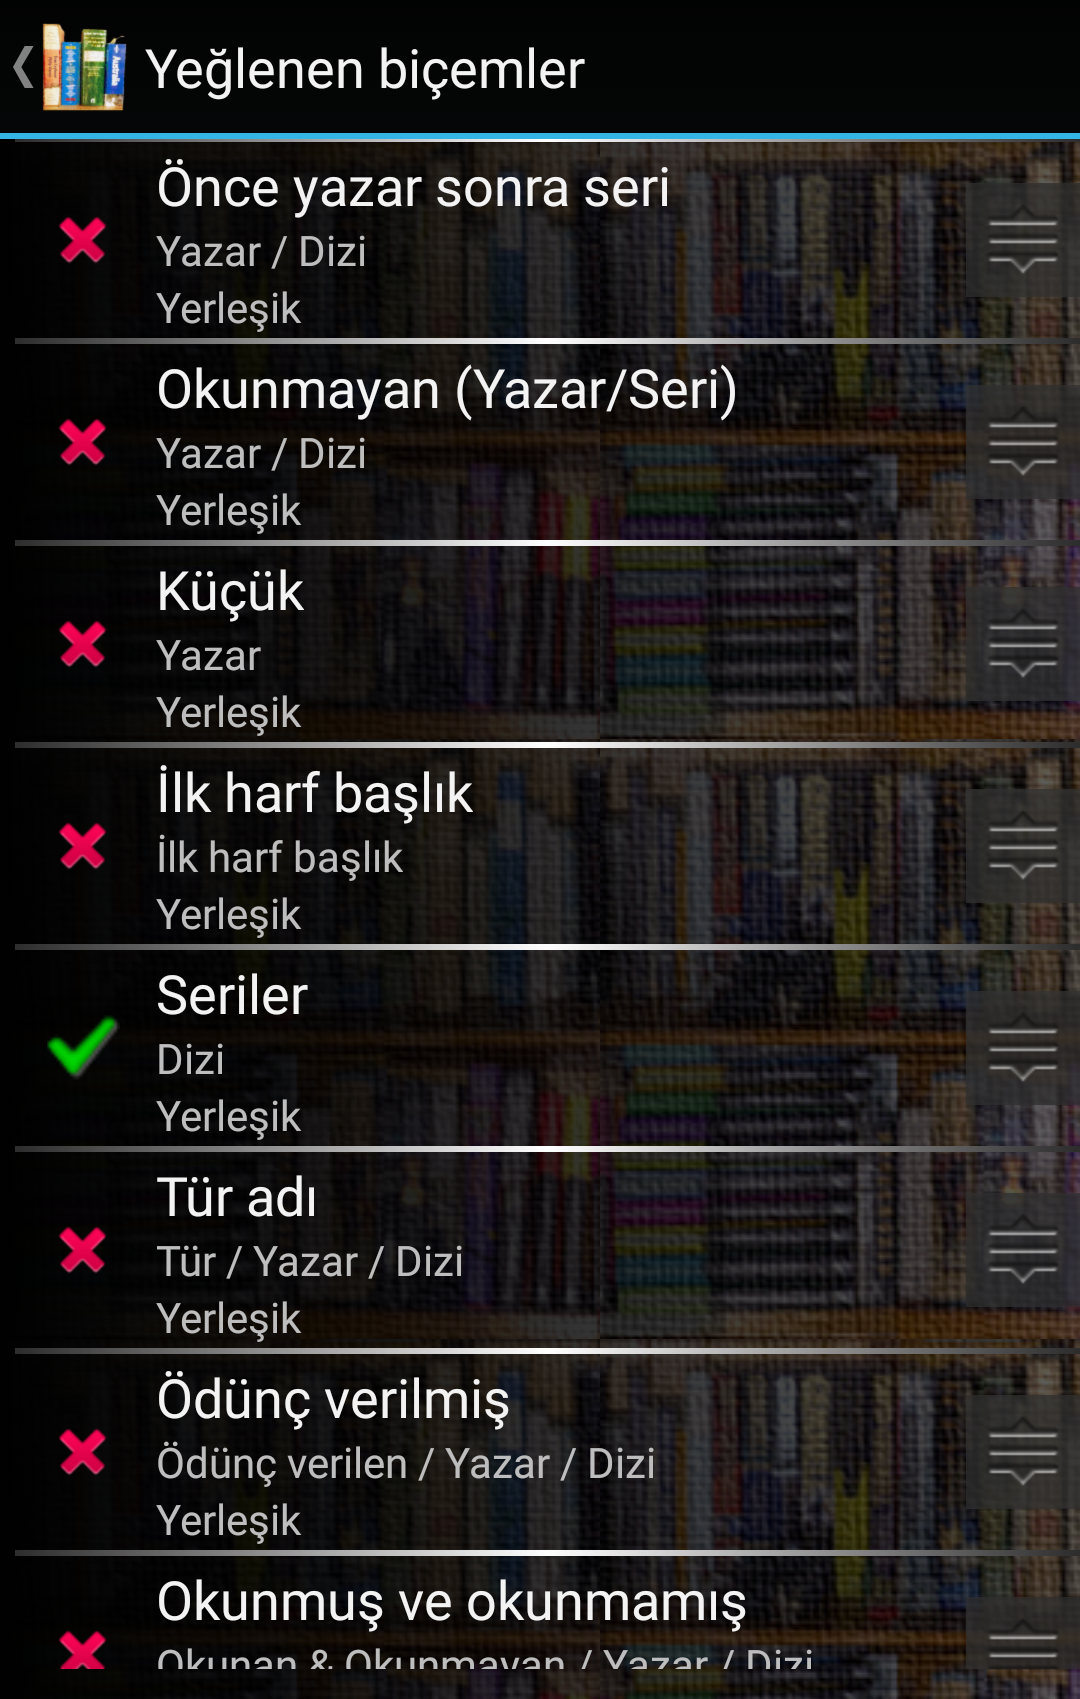 Yeğlenen biçemler
Önce yazar sonra seri
Yazar / Dizi
Yerleşik
Okunmayan (Yazar/Seri)
Yazar / Dizi
Yerleşik
Küçük
Yazar
Yerleşik
İlk harf başlık
İlk harf başlık
Yerleşik
Seriler
Dizi
Yerleşik
Tür adı
Tür / Yazar / Dizi
Yerleşik
Ödünç verilmiş
Ödünç verilen / Yazar / Dizi
Yerleşik
Okunmuş ve okunmamış
Okunan & Okunmayan / Yazar / Dizi